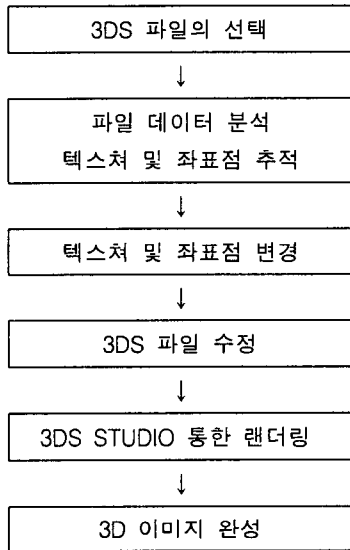 3DS 파일의 선택
↓
파일 데이터 분석
텍스쳐 및 좌표점 추적
↓
텍스쳐 및 좌표점 변경
↓
3DS 파일 수정
↓
3DS STUDIO 통한 랜더링
↓
3D 이미지 완성